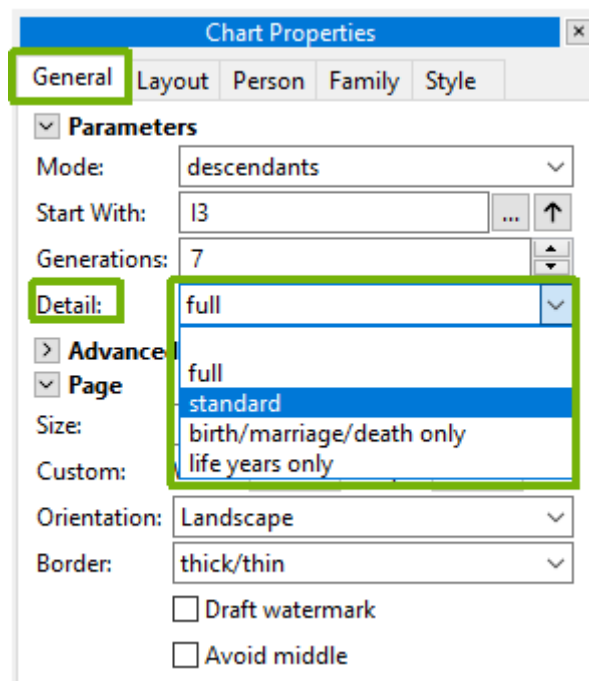 Chart Properties
General Layout Person Family Style
Parameters
Mode: descendants
Start With: I3 ...
Generations: 7
Detail: full
Advanced
full
Page
standard
Size:
birth/marriage/death only
Custom:
life years only
Orientation: Landscape
Border: thick/thin
Draft watermark
Avoid middle